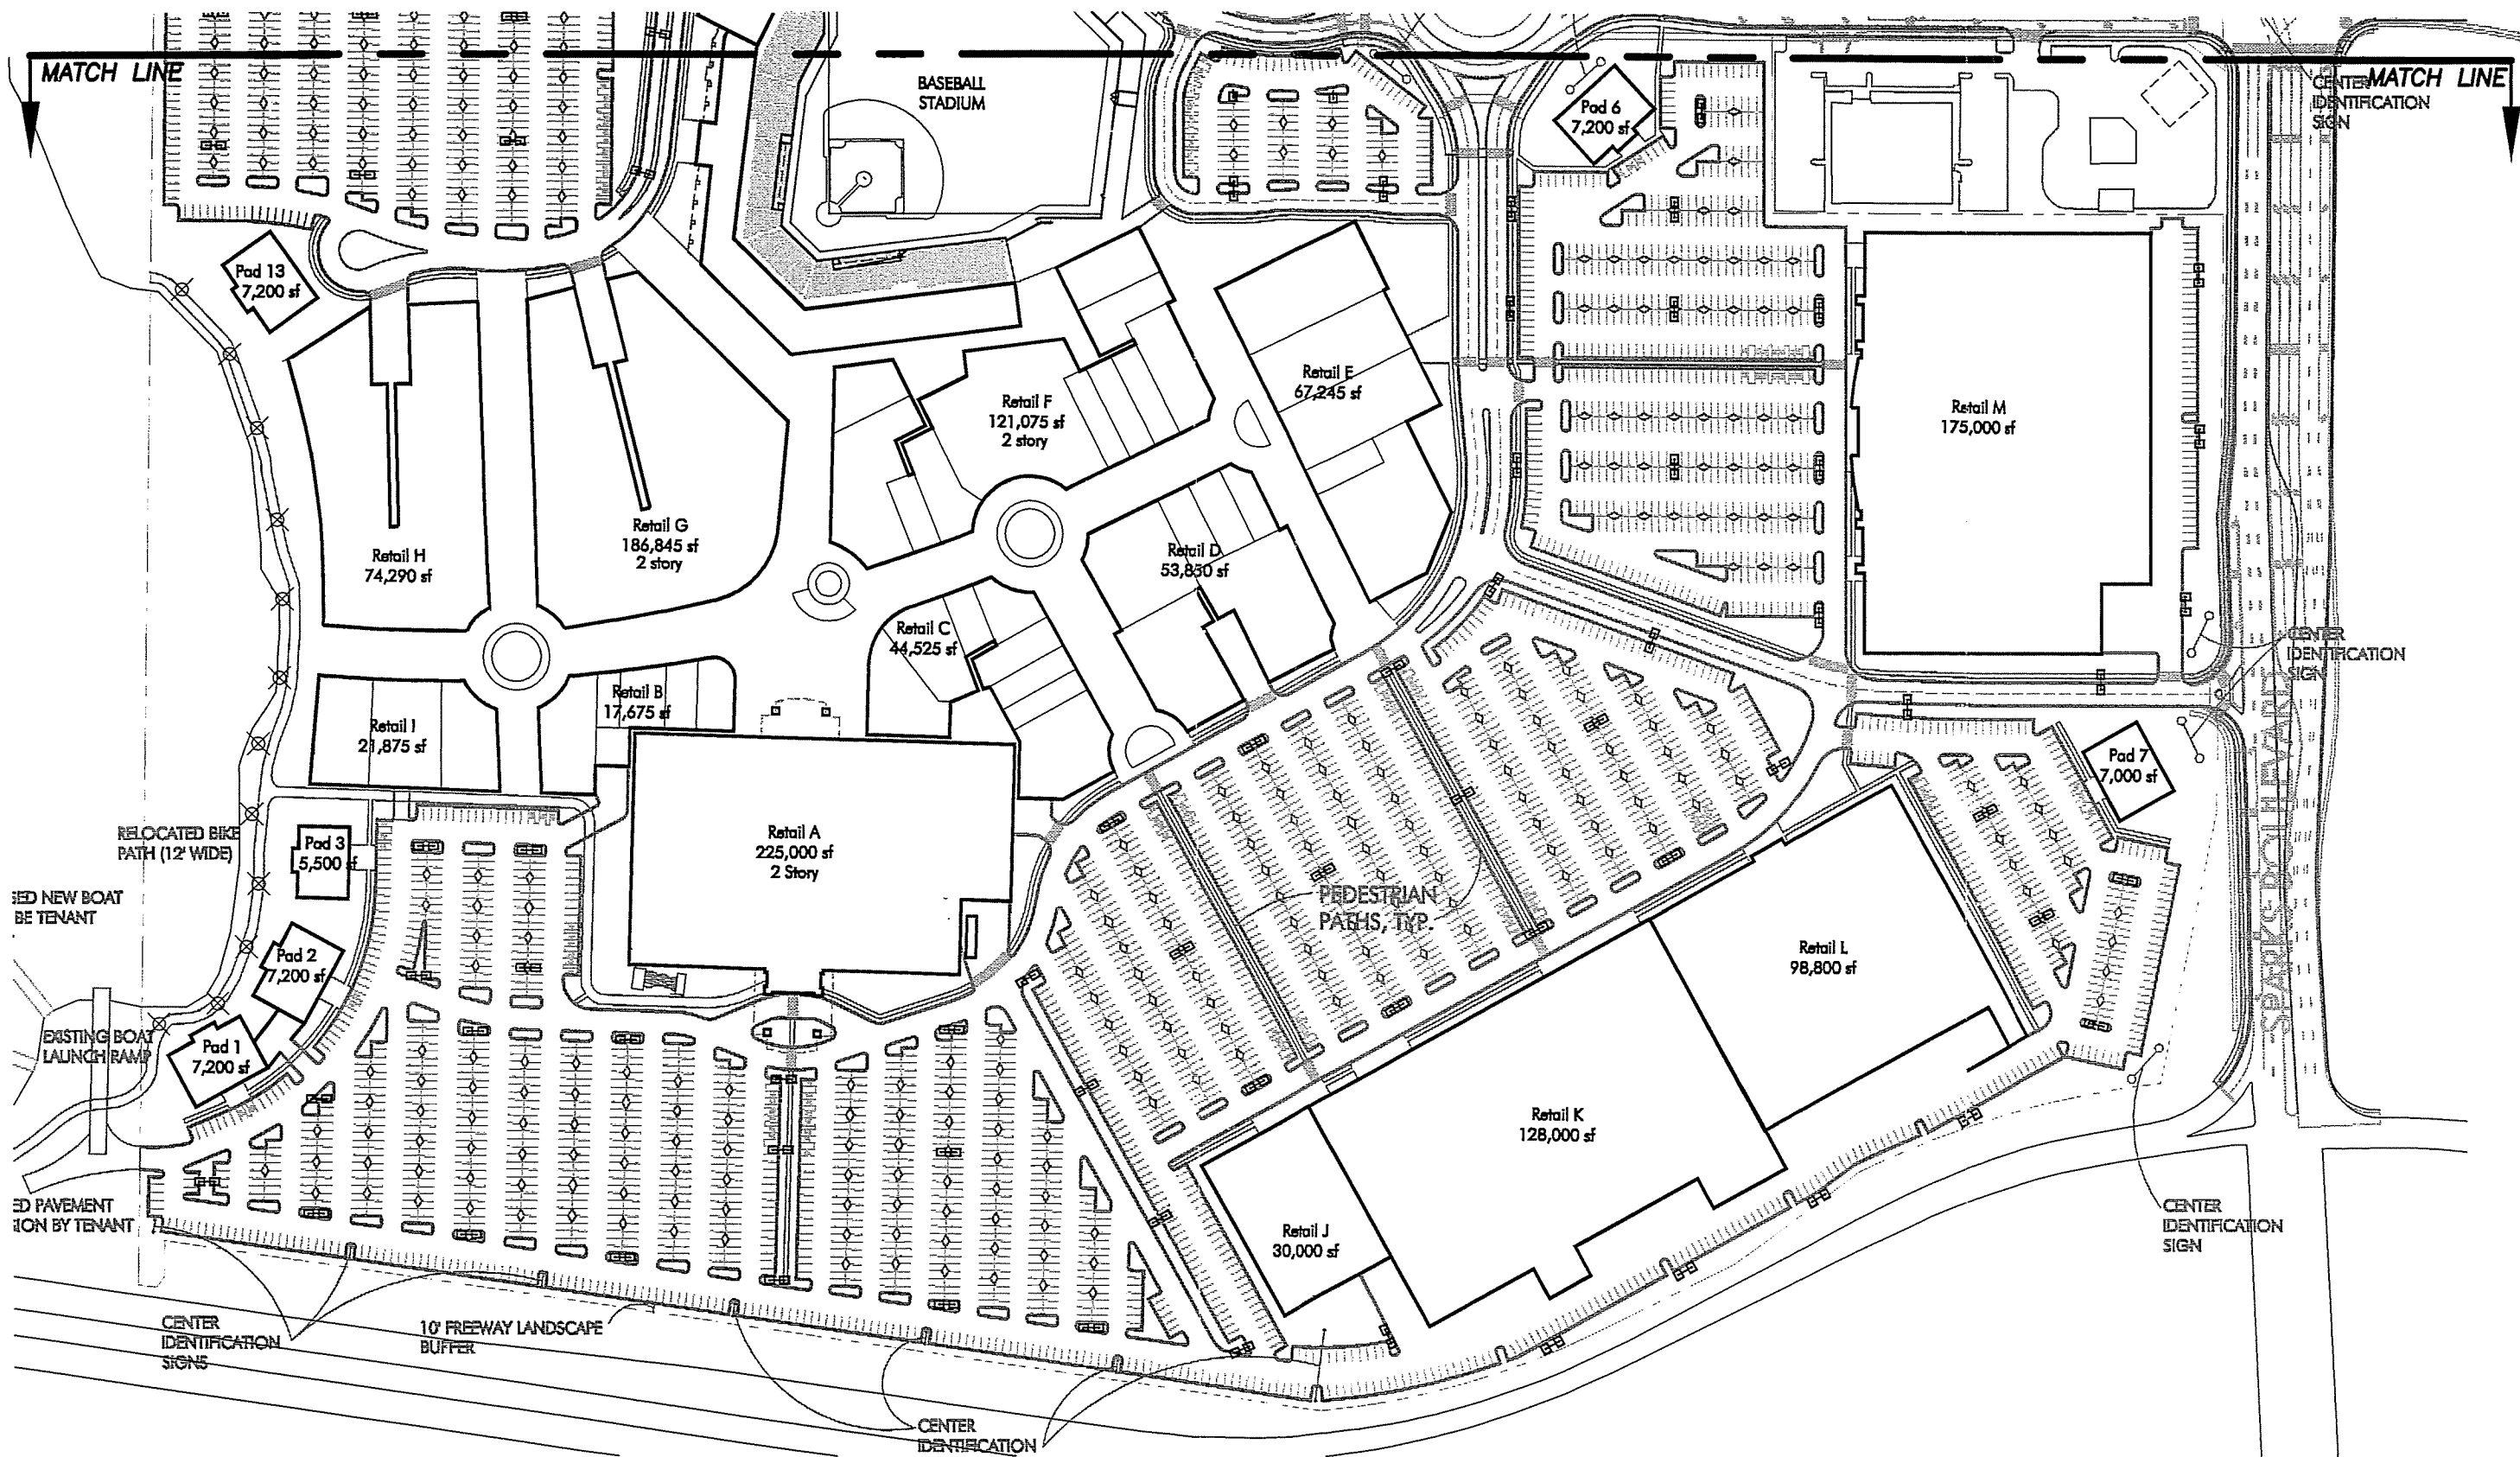 MATCH LINE
MATCH LINE
CENTER
IDENTIFICATION
SIGN
BASEBALL
STADIUM
Pad 6
7,200 sf
Pad 13
7,200 sf
Retail E
67,245 sf
Retail F
121,075 sf
2 story
Retail M
175,000 sf
Retail G
186,845 sf
2 story
Retail H
74,290 sf
Retail D
53,850 sf
Retail C
44,525 sf
CENTER
IDENTIFICATION
SIGN
Retail B
17,675 sf
Retail I
21,875 sf
Pad 7
7,000 sf
SPARKS BOULEVARD
RELOCATED BIKE
PATH (12' WIDE)
Pad 3
5,500 sf
Retail A
225,000 sf
2 Story
SED NEW BOAT
BE TENANT
PEDESTRIAN
PATHS, TYP.
Pad 2
7,200 sf
Retail L
98,800 sf
EXISTING BOAT
LAUNCH RAMP
Pad 1
7,200 sf
Retail K
128,000 sf
ED PAVEMENT
ION BY TENANT
Retail J
30,000 sf
CENTER
IDENTIFICATION
SIGN
CENTER
IDENTIFICATION
SIGNS
10' FREEWAY LANDSCAPE
BUFFER
CENTER
IDENTIFICATION